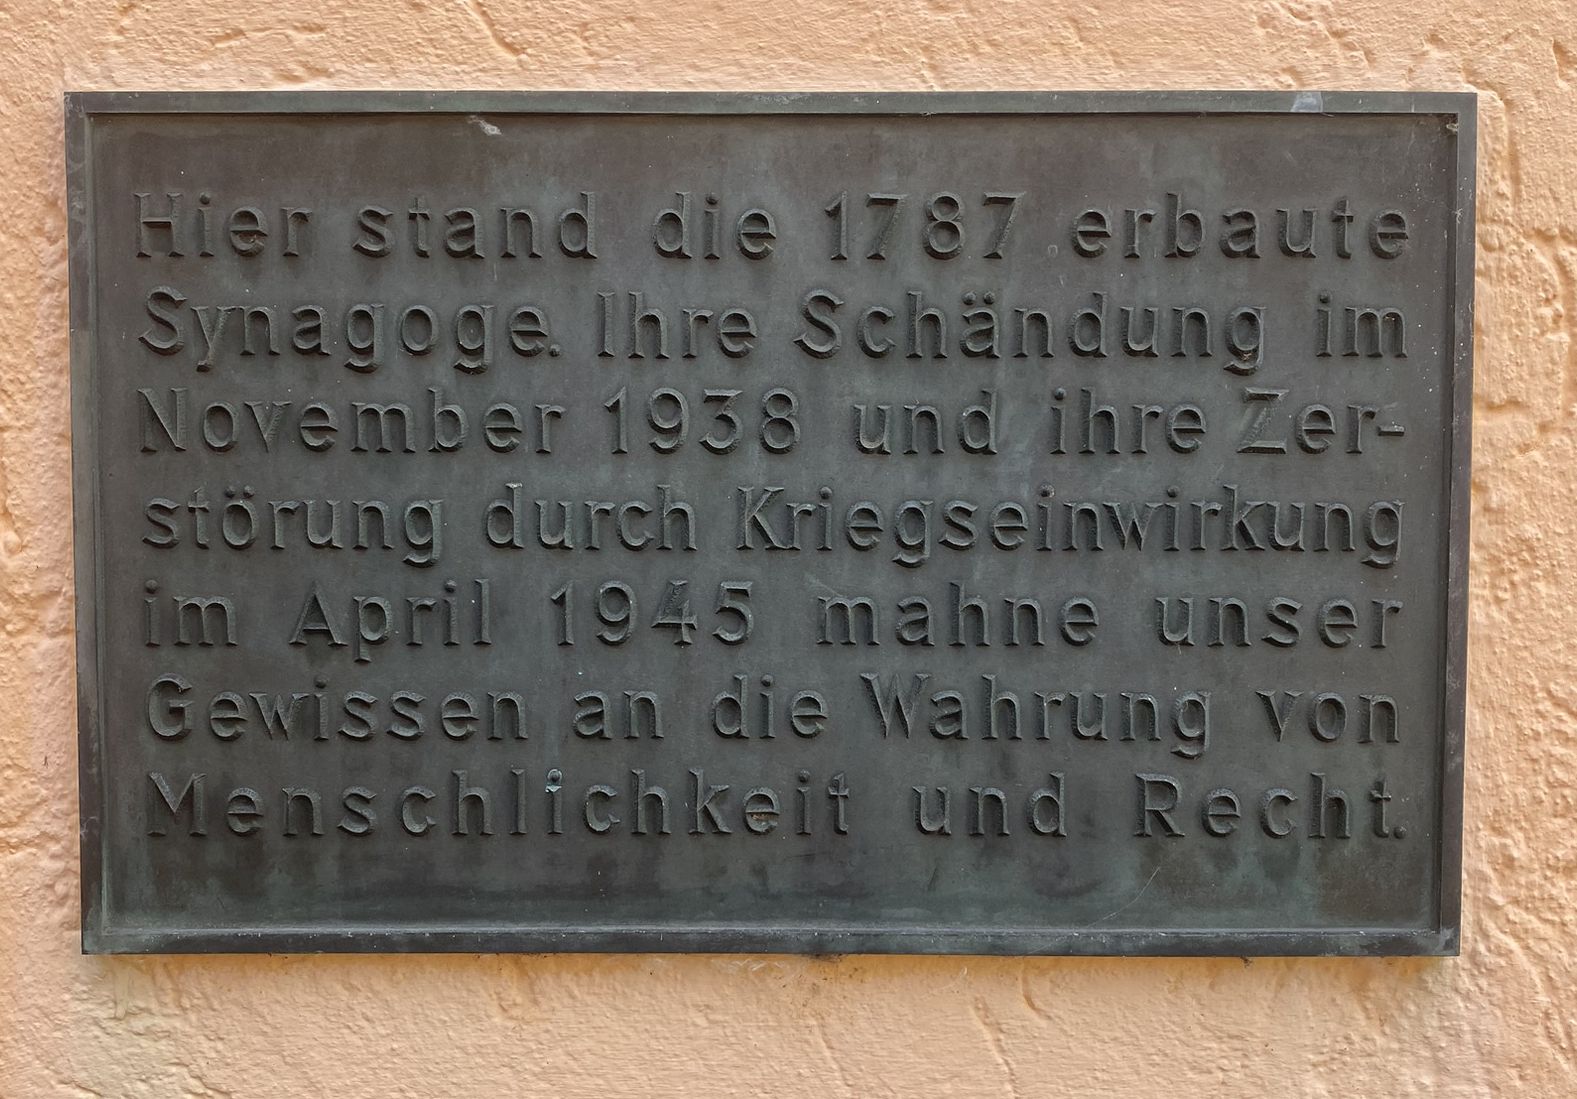 Hier stand die 1787 erbaute
Synagoge. Ihre Schändung im
November 1938 und ihre Zer-
störung durch Kriegseinwirkung
im April 1945 mahne unser
Gewissen an die Wahrung von
Menschlichkeit und Recht.